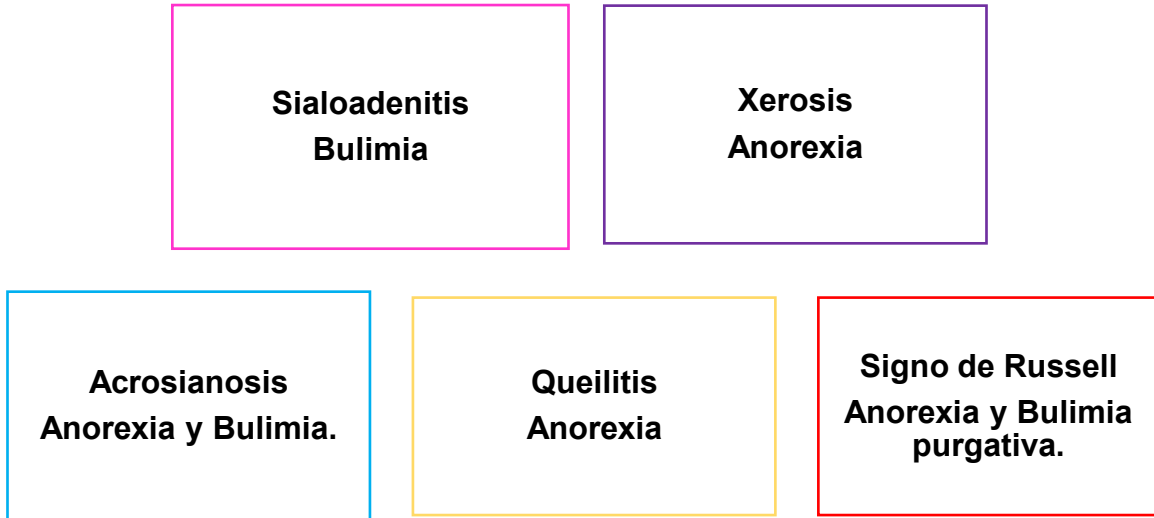 Sialoadenitis
Bulimia
Xerosis
Anorexia
Acrosianosis
Anorexia y Bulimia.
Queilitis
Anorexia
Signo de Russell
Anorexia y Bulimia
purgativa.